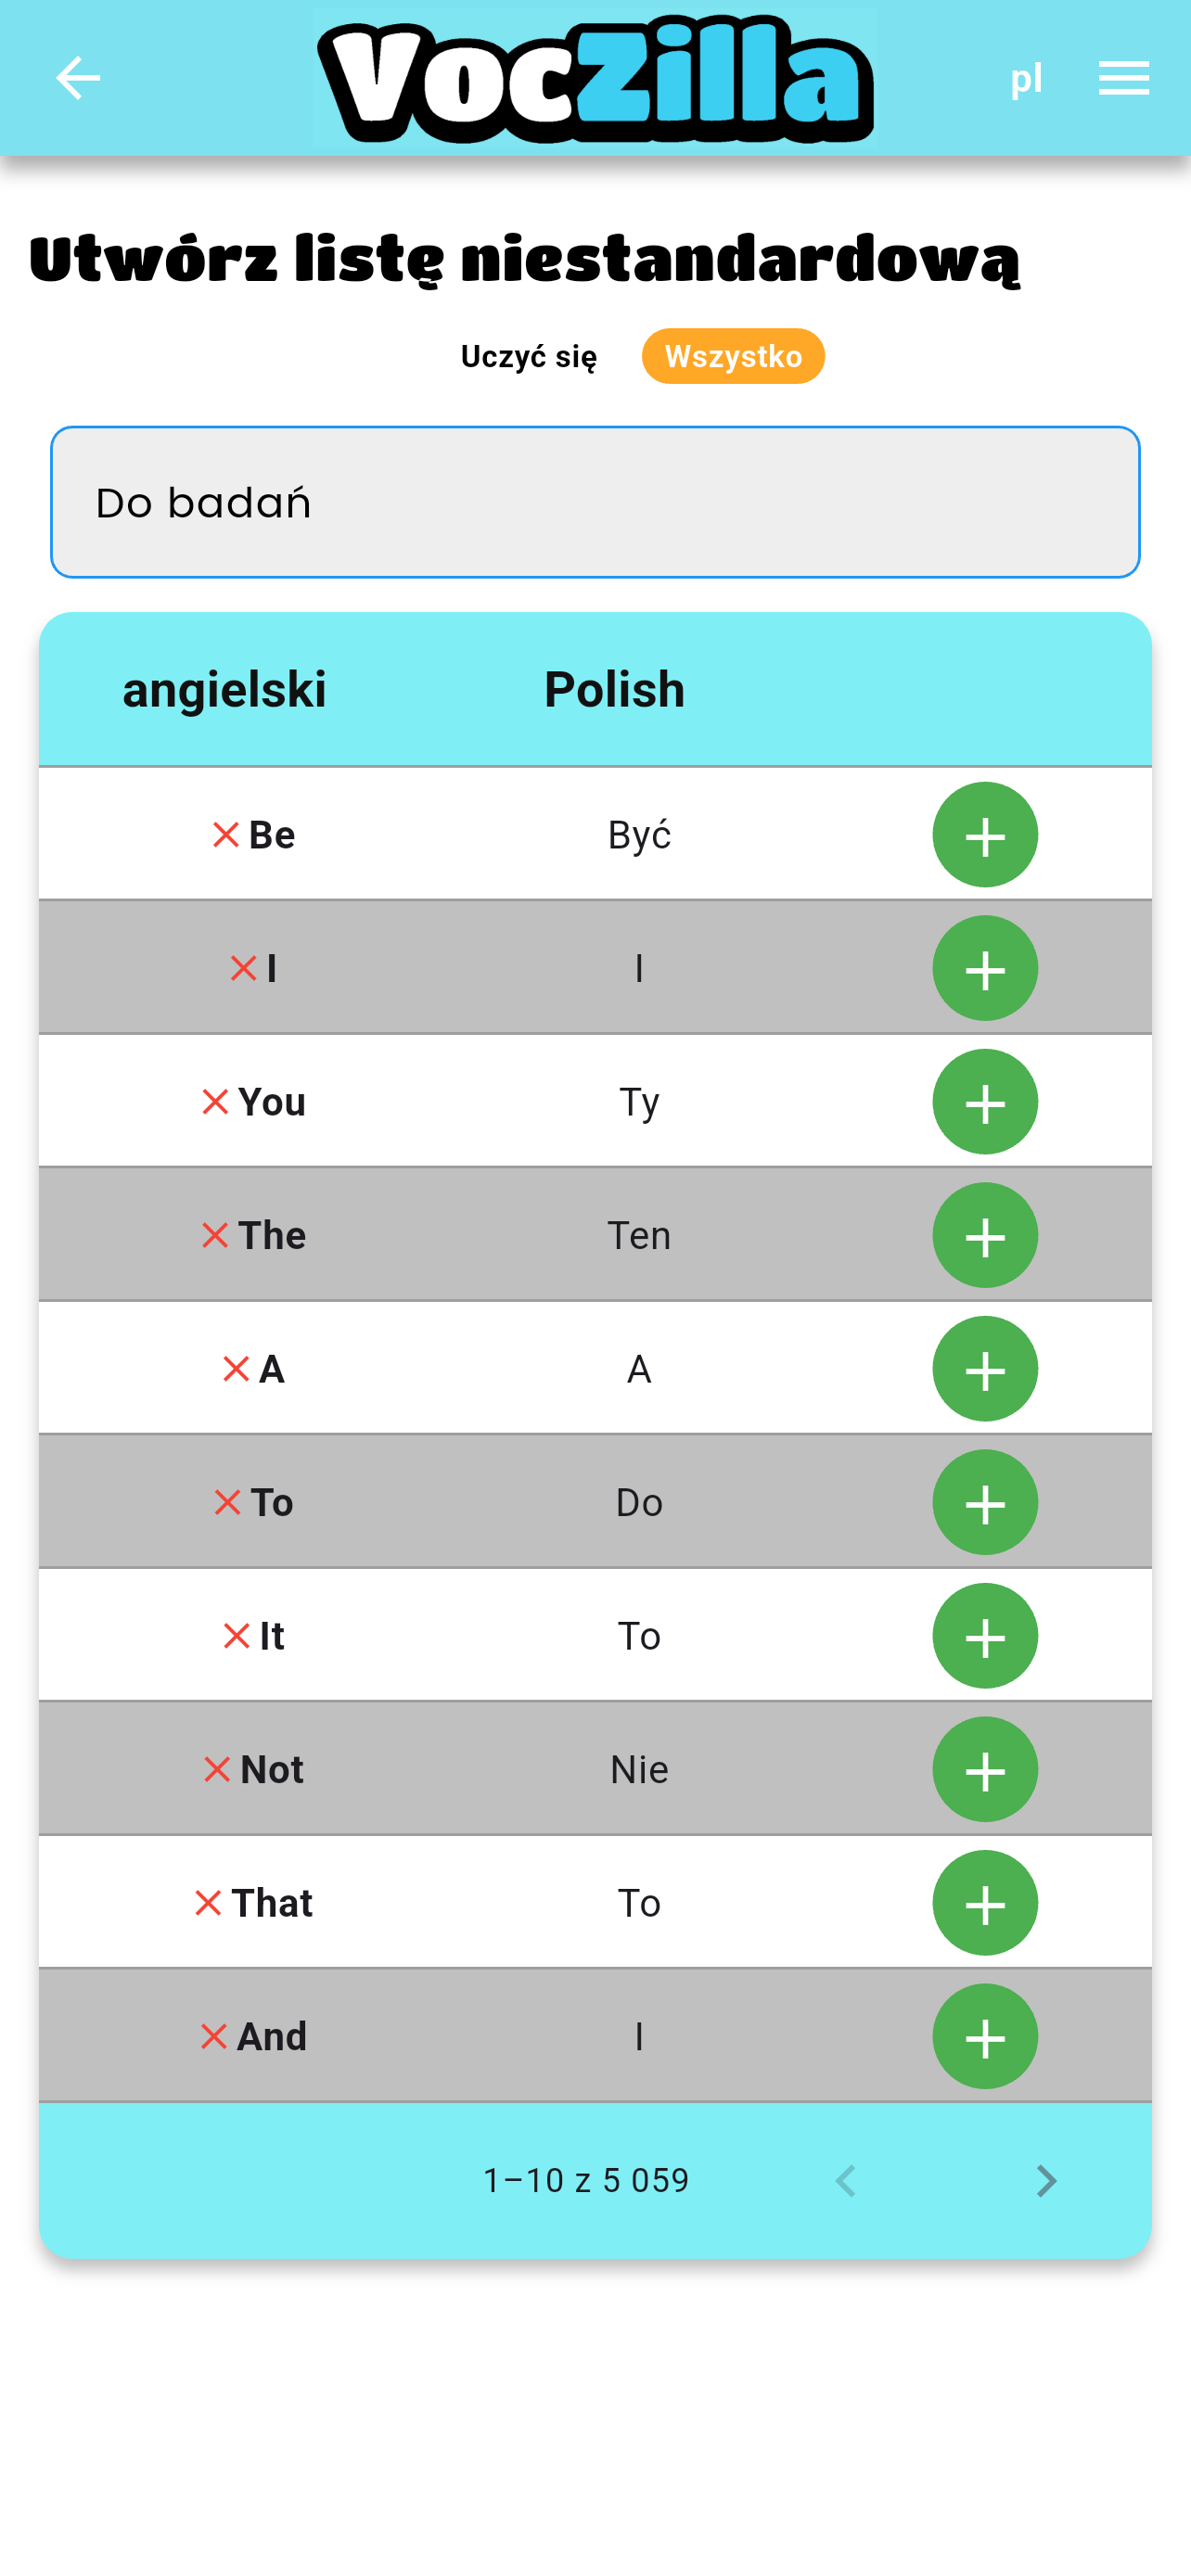 VocZilla
pl
Utwórz listę niestandardową
Uczyć się Wszystko
Do badań
angielski Polish
Be Być
I I
You Ty
The Ten
A A
To Do
It To
Not Nie
That To
And I
1–10 z 5 059